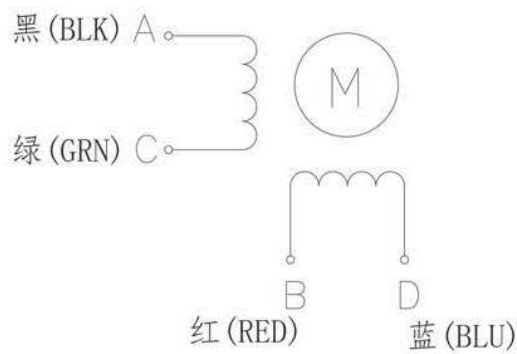 黑(BLK) A
M
绿(GRN) C
B D
红(RED) 蓝(BLU)